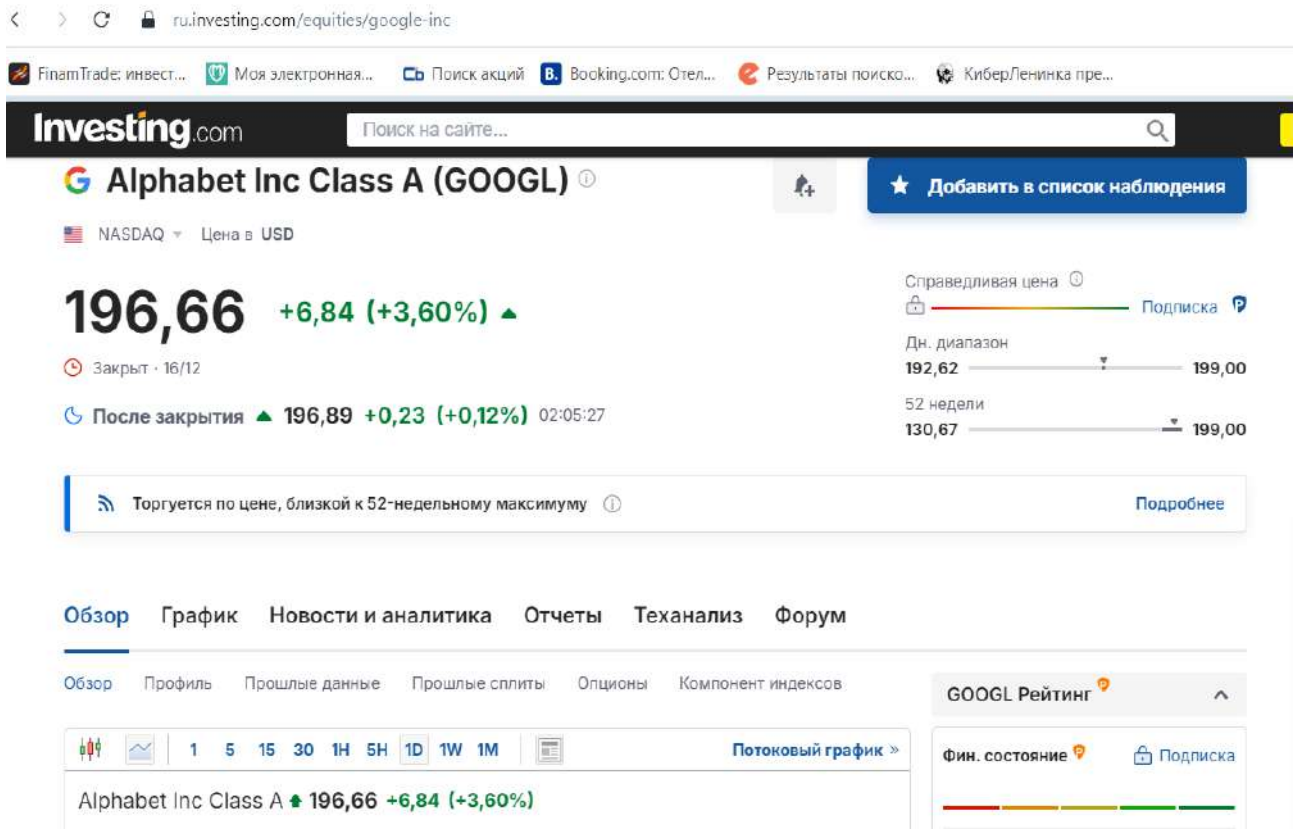 ru.investing.com/equities/google-inc
FinamTrade: инвест... Моя электронная... Сь Поиск акций B. Booking.com: Отел... Результаты поиско... КиберЛенинка пре...
Investing.com Поиск на сайте...
G Alphabet Inc Class A (GOOGL) Добавить в список наблюдения
NASDAQ Цена в USD
Справедливая цена
Подписка
196,66 +6,84 (+3,60%)
Дн. диапазон
Закрыт · 16/12
192,62 199,00
52 недели
После закрытия 196,89 +0,23 (+0,12%) 02:05:27
130,67 199,00
Торгуется по цене, близкой к 52-недельному максимуму Подробнее
Обзор График Новости и аналитика Отчеты Теханализ Форум
Обзор Профиль Прошлые данные Прошлые сплиты Опционы Компонент индексов
GOOGL Рейтинг
1 5 15 30 1H 5H 1D 1W 1M Потоковый график »
Фин. состояние Подписка
Alphabet Inc Class A 196,66 +6,84 (+3,60%)